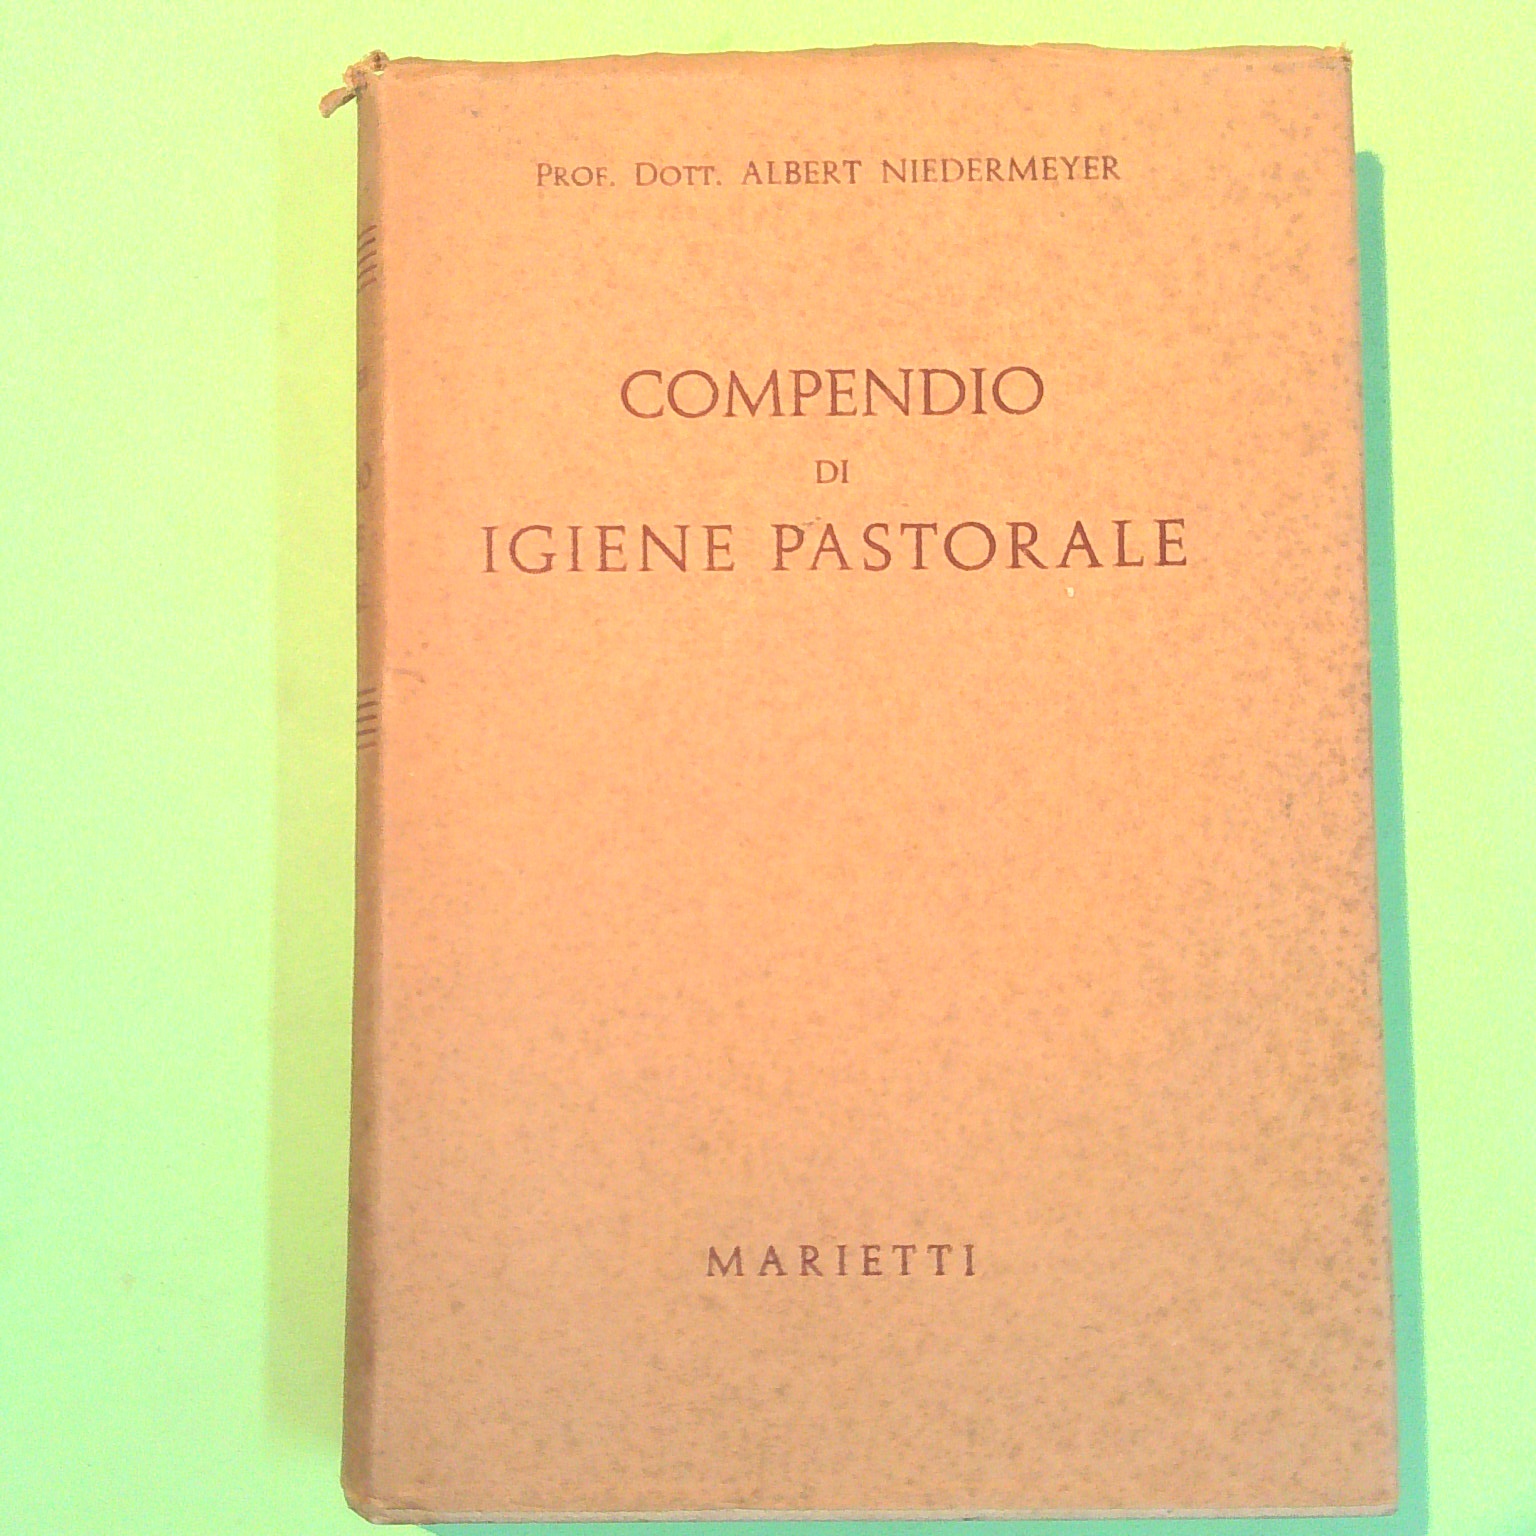 PROF. DOTT. ALBERT NIEDERMEYER
COMPENDIO
DI
IGIENE PASTORALE
MARIETTI